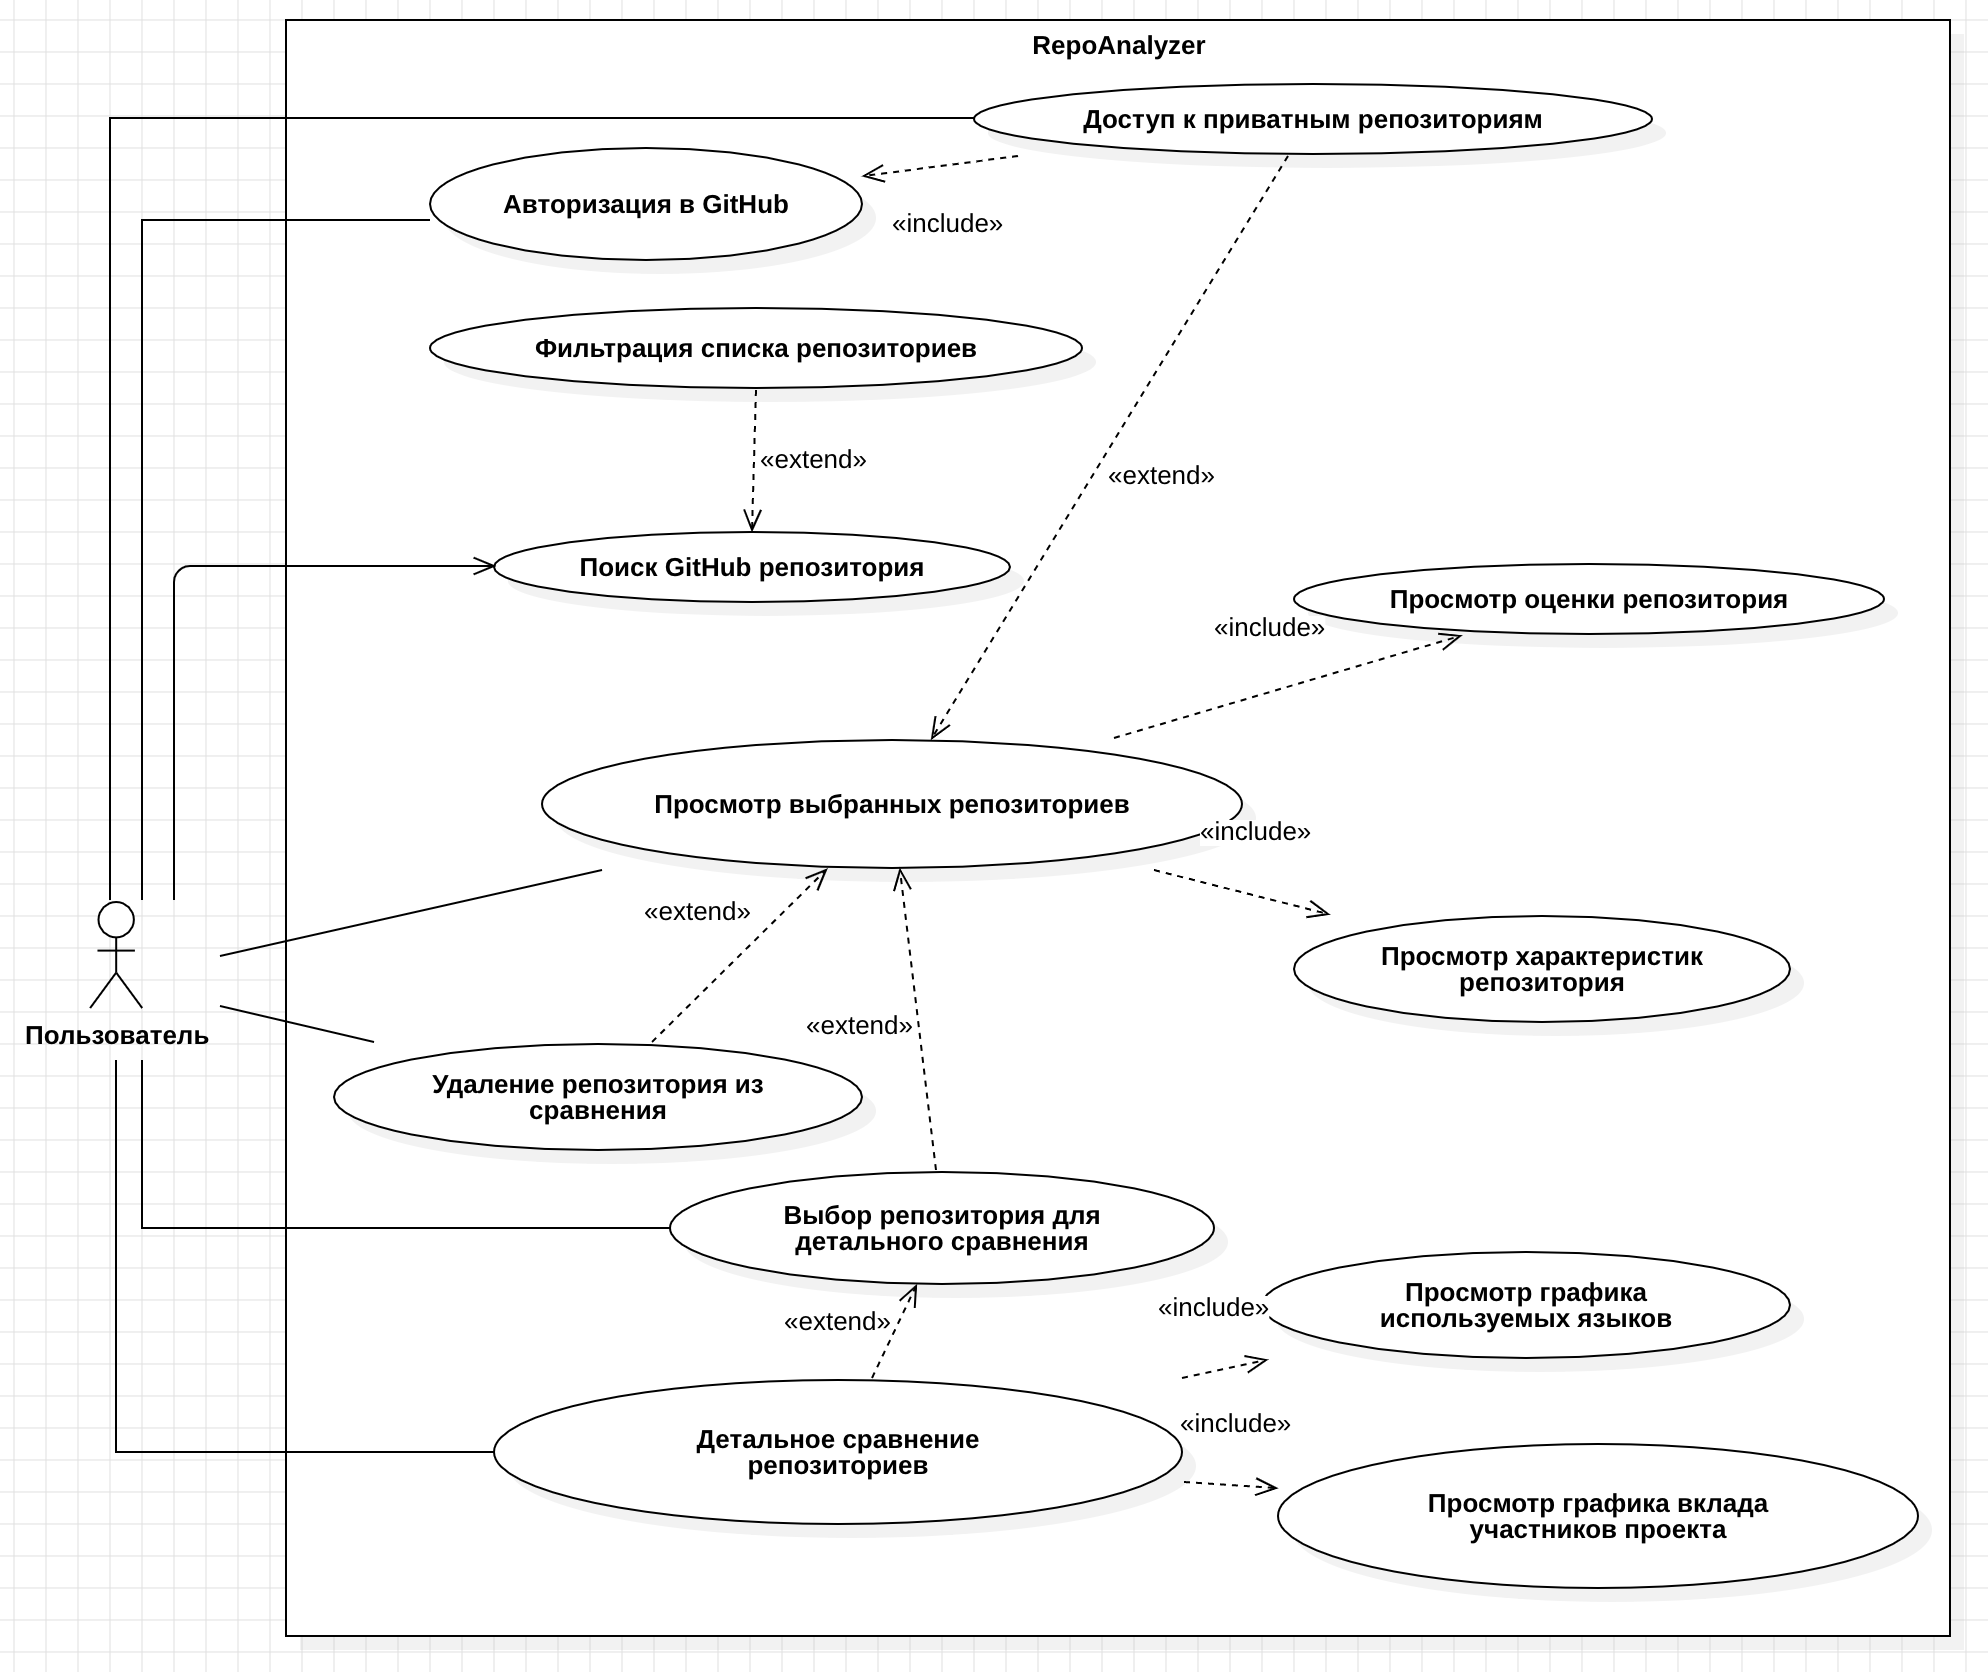 RepoAnalyzer
Доступ к приватным репозиториям
Авторизация в GitHub
«include»
Фильтрация списка репозиториев
«extend»
«extend»
Поиск GitHub репозитория
Просмотр оценки репозитория
«include»
Просмотр выбранных репозиториев
«include»
«extend»
Просмотр характеристик
репозитория
«extend»
Пользователь
Удаление репозитория из
сравнения
Выбор репозитория для
детального сравнения
«include»
Просмотр графика
используемых языков
«extend»
«include»
Детальное сравнение
репозиториев
Просмотр графика вклада
участников проекта